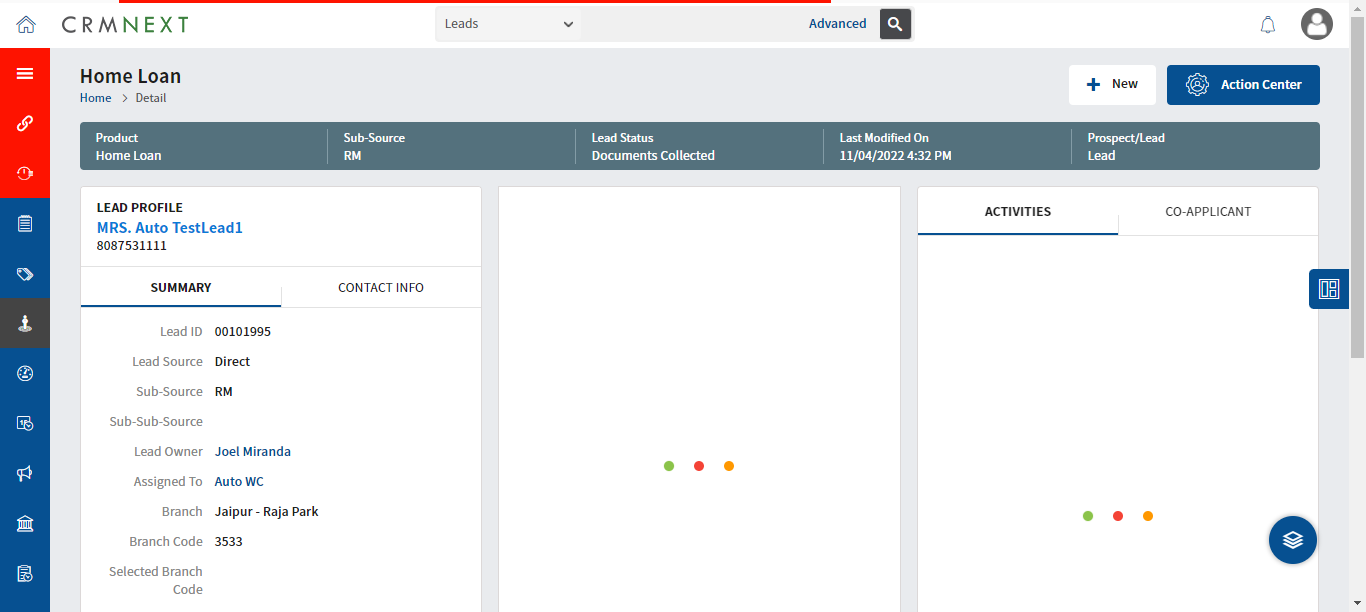 CRMNEXT
Leads
Advanced
Home Loan
Home > Detail
New
Action Center
Product
Home Loan
Sub-Source
RM
Lead Status
Documents Collected
Last Modified On
11/04/2022 4:32 PM
Prospect/Lead
Lead
LEAD PROFILE
MRS. Auto TestLead1
8087531111
SUMMARY
CONTACT INFO
Lead ID 00101995
Lead Source Direct
Sub-Source RM
Sub-Sub-Source
Lead Owner Joel Miranda
Assigned To Auto WC
Branch Jaipur - Raja Park
Branch Code 3533
Selected Branch
Code
ACTIVITIES
CO-APPLICANT